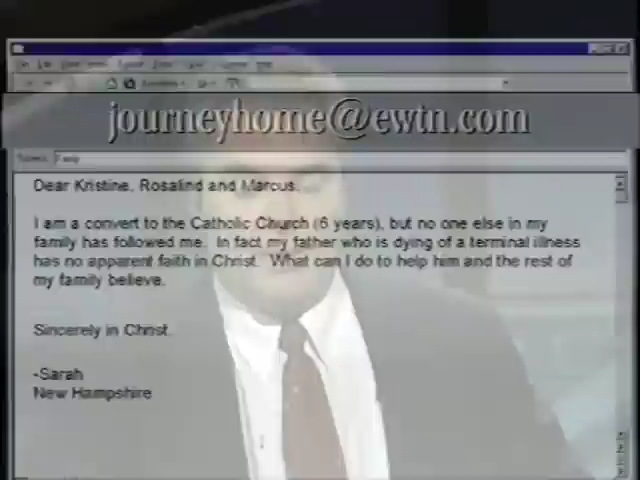 journeyhome@ewtn.com
Dear Kristine, Rosalind and Marcus,
I am a convert to the Catholic Church (6 years), but no one else in my
family has followed me. In fact my father who is dying of a terminal illness
has no apparent faith in Christ. What can I do to help him and the rest of
my family believe.
Sincerely in Christ,
-Sarah
New Hampshire